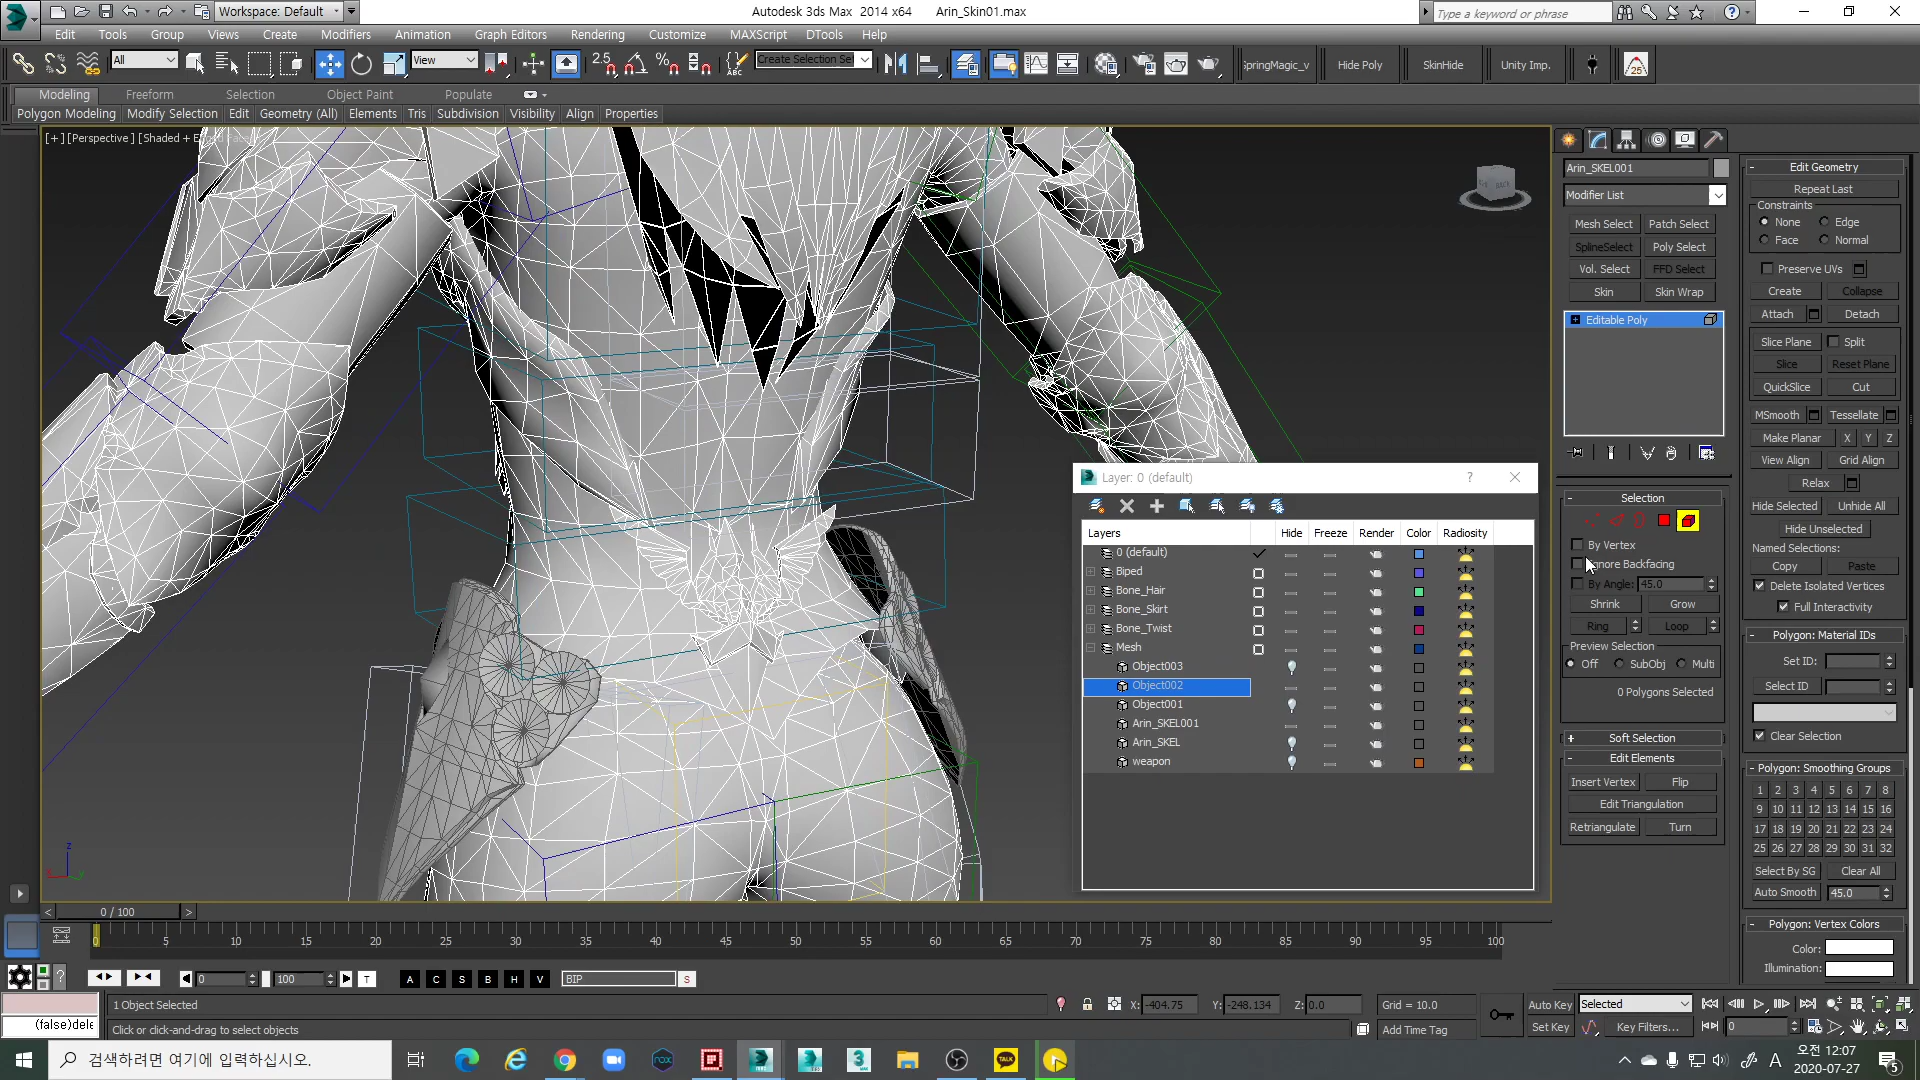 Workspace: Default
Autodesk 3ds Max 2014 x64 Arin_Skin01.max
Type a keyword or phrase
Edit Tools Group Views Create Modifiers Animation Graph Editors Rendering Customize MAXScript DTools Help
All
View
2.5
Create Selection Set
SpringMagic_v
Hide Poly
SkinHide
Unity Imp.
25
Modeling Freeform Selection Object Paint Populate
Polygon Modeling Modify Selection Edit Geometry (All) Elements Tris Subdivision Visibility Align Properties
[+] [Perspective] [Shaded + E
Layer: 0 (default)
Layers Hide Freeze Render Color Radiosity
0 (default)
Biped
Bone_Hair
Bone_Skirt
Bone_Twist
Mesh
Object003
Object002
Object001
Arin_SKEL001
Arin_SKEL
weapon
Arin_SKEL001
Modifier List
Mesh Select Patch Select
SplineSelect Poly Select
Vol. Select FFD Select
Skin Skin Wrap
Editable Poly
Selection
By Vertex
Ignore Backfacing
By Angle: 45.0
Shrink Grow
Ring Loop
Preview Selection
Off SubObj Multi
0 Polygons Selected
Soft Selection
Edit Elements
Insert Vertex Flip
Edit Triangulation
Retriangulate Turn
Edit Geometry
Repeat Last
Constraints
None Edge
Face Normal
Preserve UVs
Create Collapse
Attach Detach
Slice Plane Split
Slice Reset Plane
QuickSlice Cut
MSmooth Tessellate
Make Planar X Y Z
View Align Grid Align
Relax
Hide Selected Unhide All
Hide Unselected
Named Selections:
Copy Paste
Delete Isolated Vertices
Full Interactivity
Polygon: Material IDs
Set ID:
Select ID
Clear Selection
Polygon: Smoothing Groups
1 2 3 4 5 6 7 8
9 10 11 12 13 14 15 16
17 18 19 20 21 22 23 24
25 26 27 28 29 30 31 32
Select By SG Clear All
Auto Smooth 45.0
Polygon: Vertex Colors
Color:
Illumination:
0 / 100
0 5 10 15 20 25 30 35 40 45 50 55 60 65 70 75 80 85 90 95 100
0 100 T A C S B H V BIP S
1 Object Selected X: -404.75 Y: -248.134 Z: 0.0 Grid = 10.0 Auto Key Selected
(false)dele Click or click-and-drag to select objects Add Time Tag Set Key Key Filters... 0
검색하려면 여기에 입력하십시오.
TALK
A
오전 12:07
2020-07-27
5